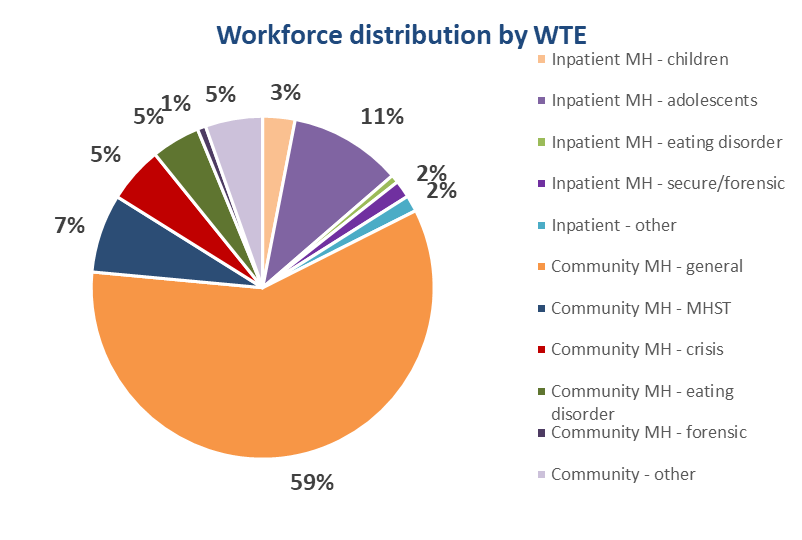 Workforce distribution by WTE
Inpatient MH - children
Inpatient MH - adolescents
Inpatient MH - eating disorder
Inpatient MH - secure/forensic
Inpatient - other
Community MH - general
Community MH - MHST
Community MH - crisis
Community MH - eating
disorder
Community MH - forensic
Community - other
3%
11%
2%
2%
59%
7%
5%
5%
1%
5%